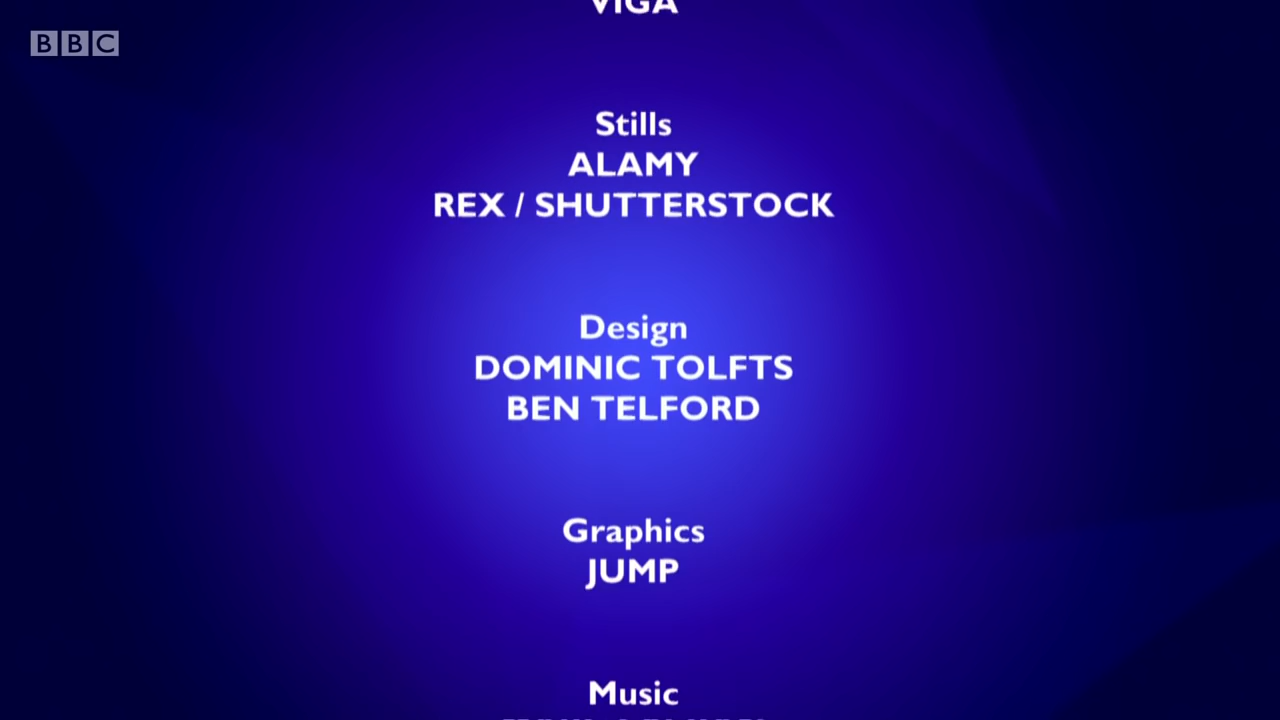 BBC
VIGA
Stills
ALAMY
REX / SHUTTERSTOCK
Design
DOMINIC TOLFTS
BEN TELFORD
Graphics
JUMP
Music